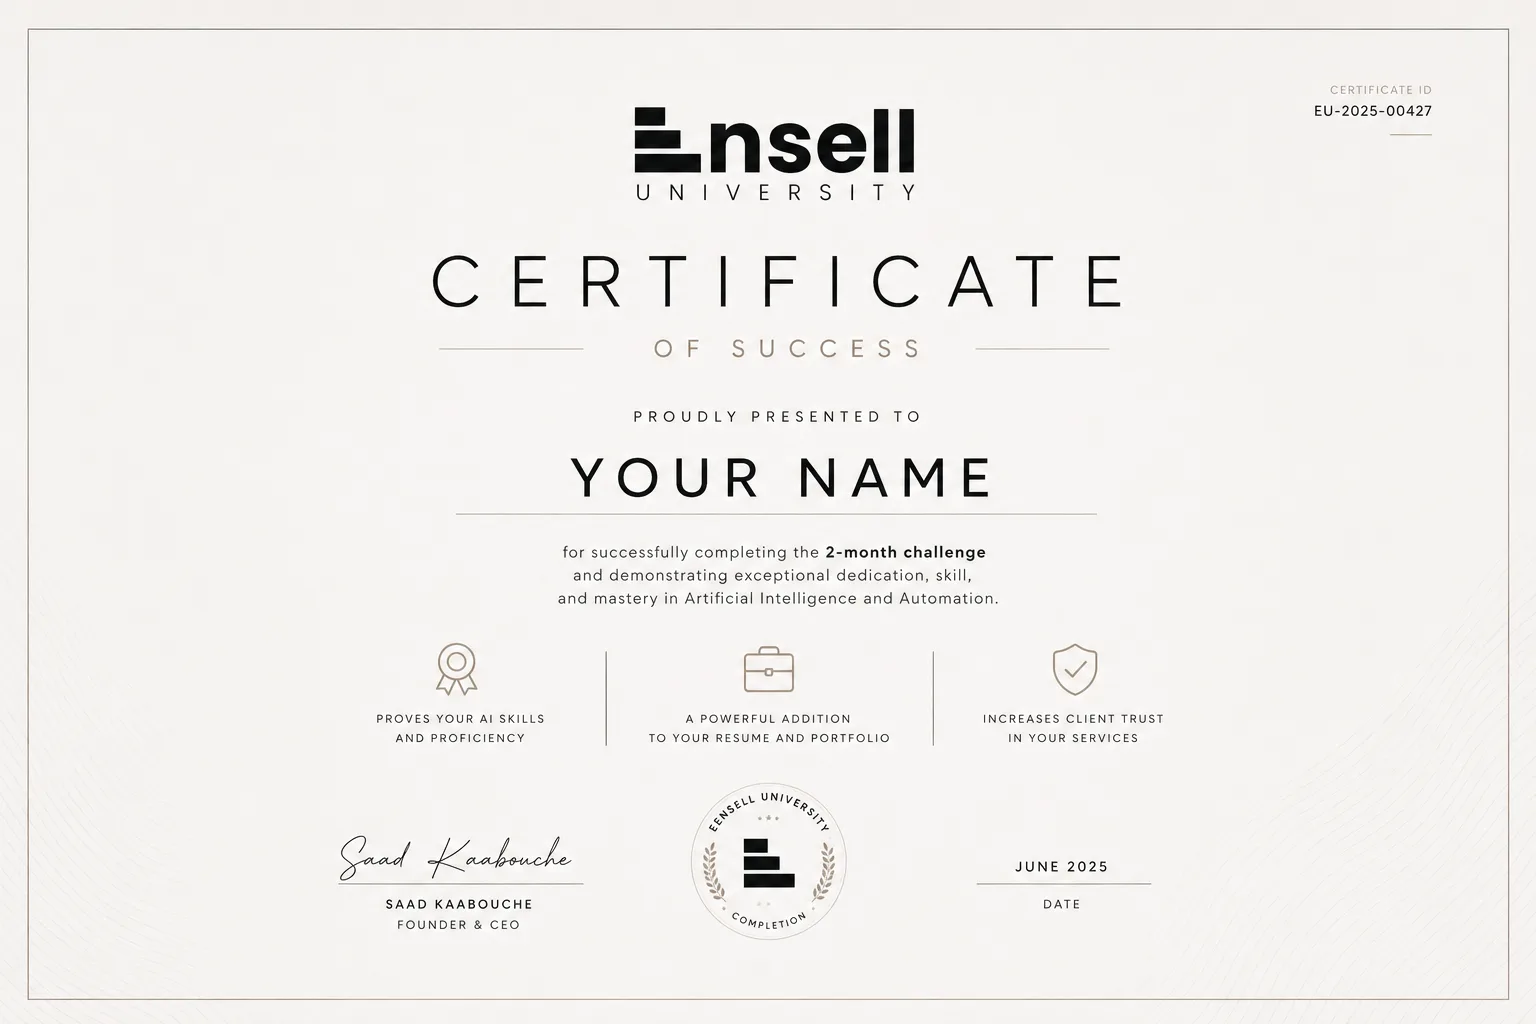 CERTIFICATE ID
EU-2025-00427
Ensell
UNIVERSITY
CERTIFICATE
OF SUCCESS
PROUDLY PRESENTED TO
YOUR NAME
for successfully completing the 2-month challenge
and demonstrating exceptional dedication, skill,
and mastery in Artificial Intelligence and Automation.
PROVES YOUR AI SKILLS
AND PROFICIENCY
A POWERFUL ADDITION
TO YOUR RESUME AND PORTFOLIO
INCREASES CLIENT TRUST
IN YOUR SERVICES
Saad Kaabouche
SAAD KAABOUCHE
FOUNDER & CEO
EENSELL UNIVERSITY
COMPLETION
JUNE 2025
DATE